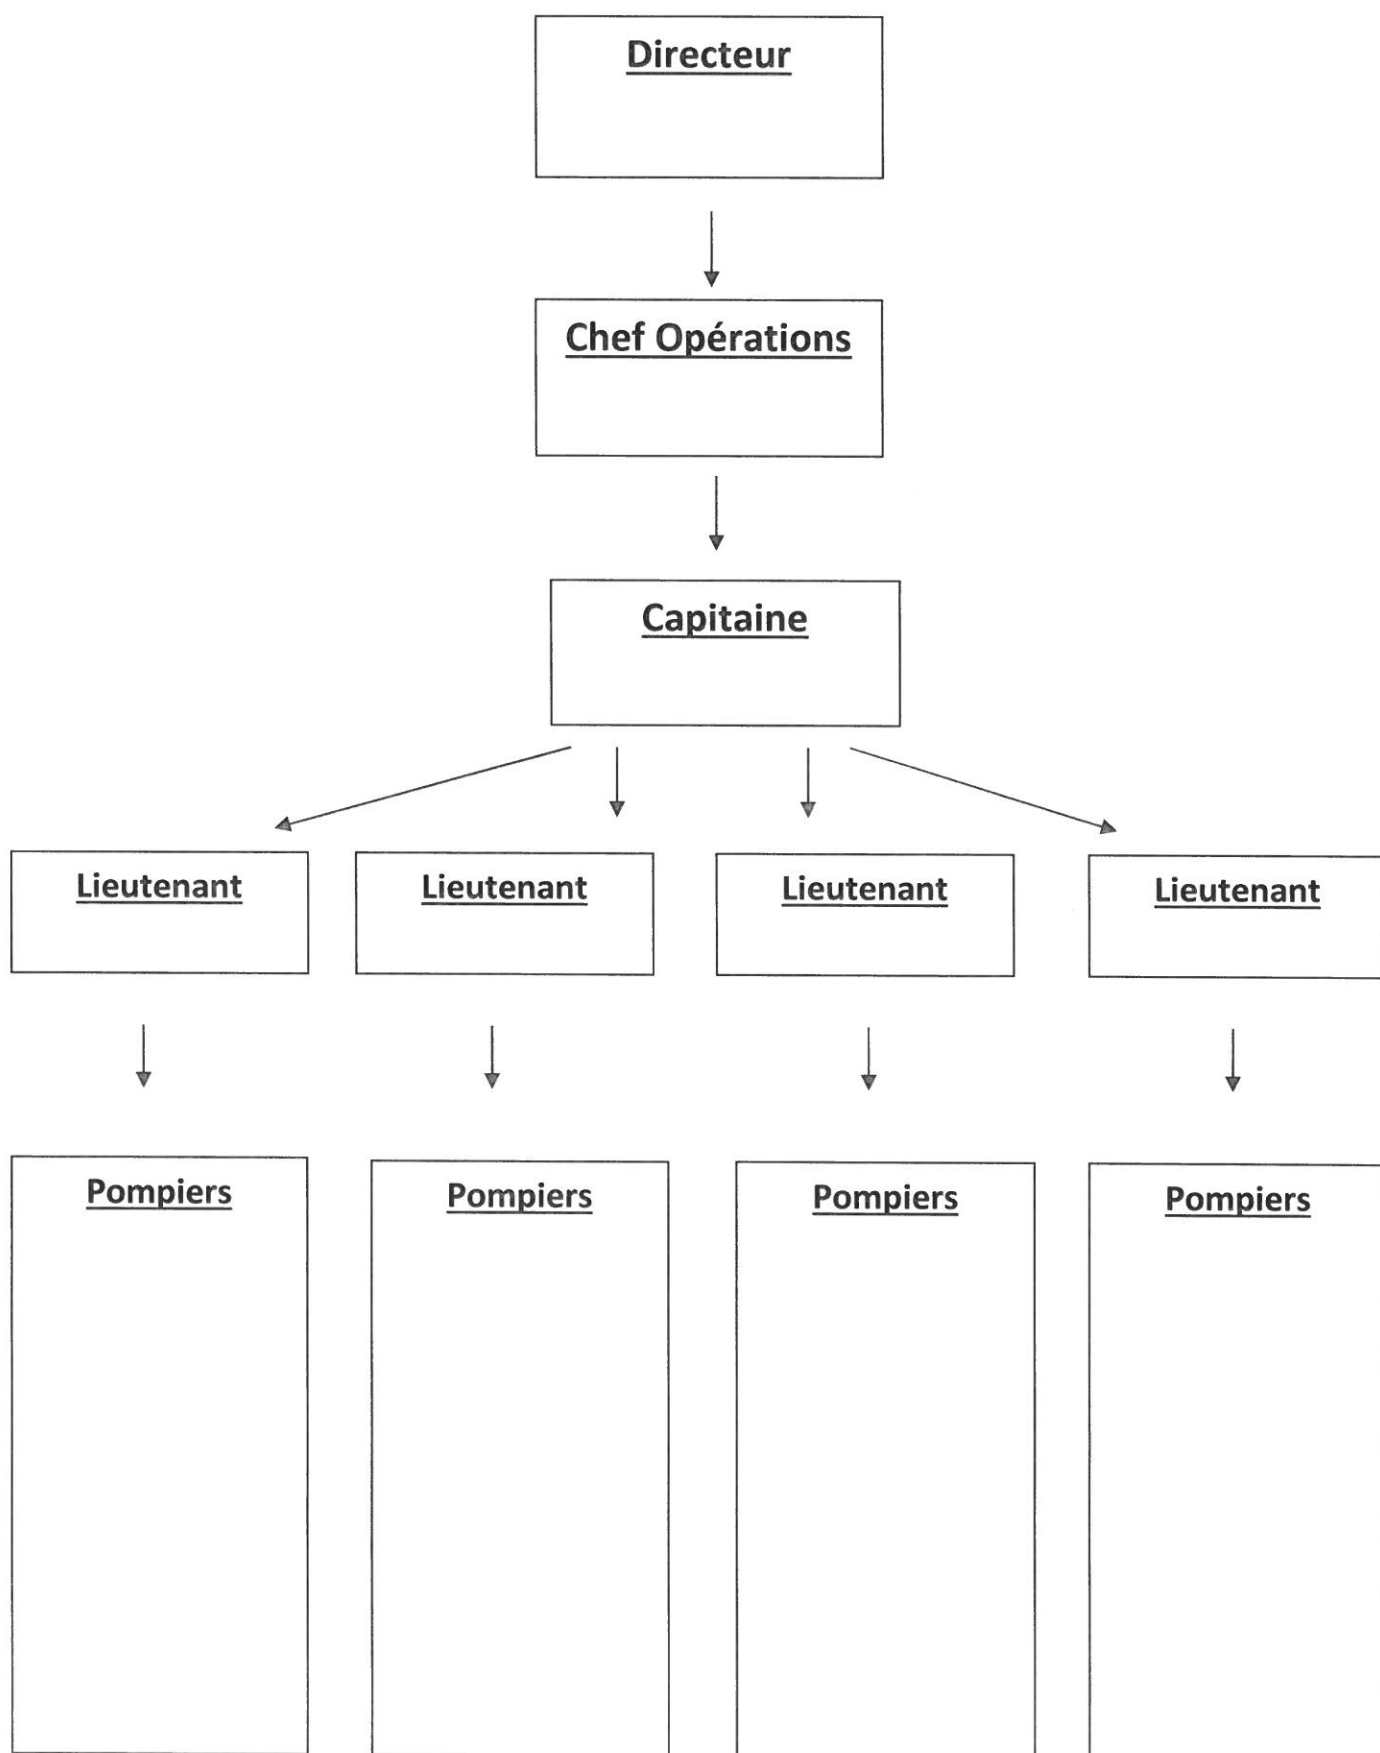 Directeur
Chef Opérations
Capitaine
Lieutenant
Lieutenant
Lieutenant
Lieutenant
Pompiers
Pompiers
Pompiers
Pompiers